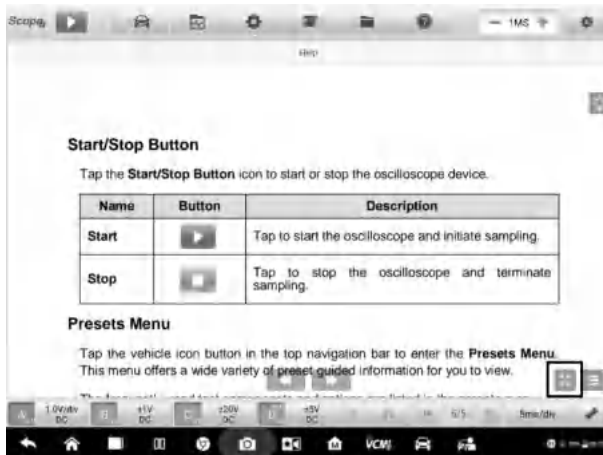 Scope
1MS
Help
Start/Stop Button
Tap the Start/Stop Button icon to start or stop the oscilloscope device.
Name Button Description
Start Tap to start the oscilloscope and initiate sampling.
Stop Tap to stop the oscilloscope and terminate
sampling.
Presets Menu
Tap the vehicle icon button in the top navigation bar to enter the Presets Menu.
This menu offers a wide variety of preset guided information for you to view.
A 1.0V/div DC B ±1V DC C ±20V DC D ±5V DC 5/5 5ms/div
VCMI